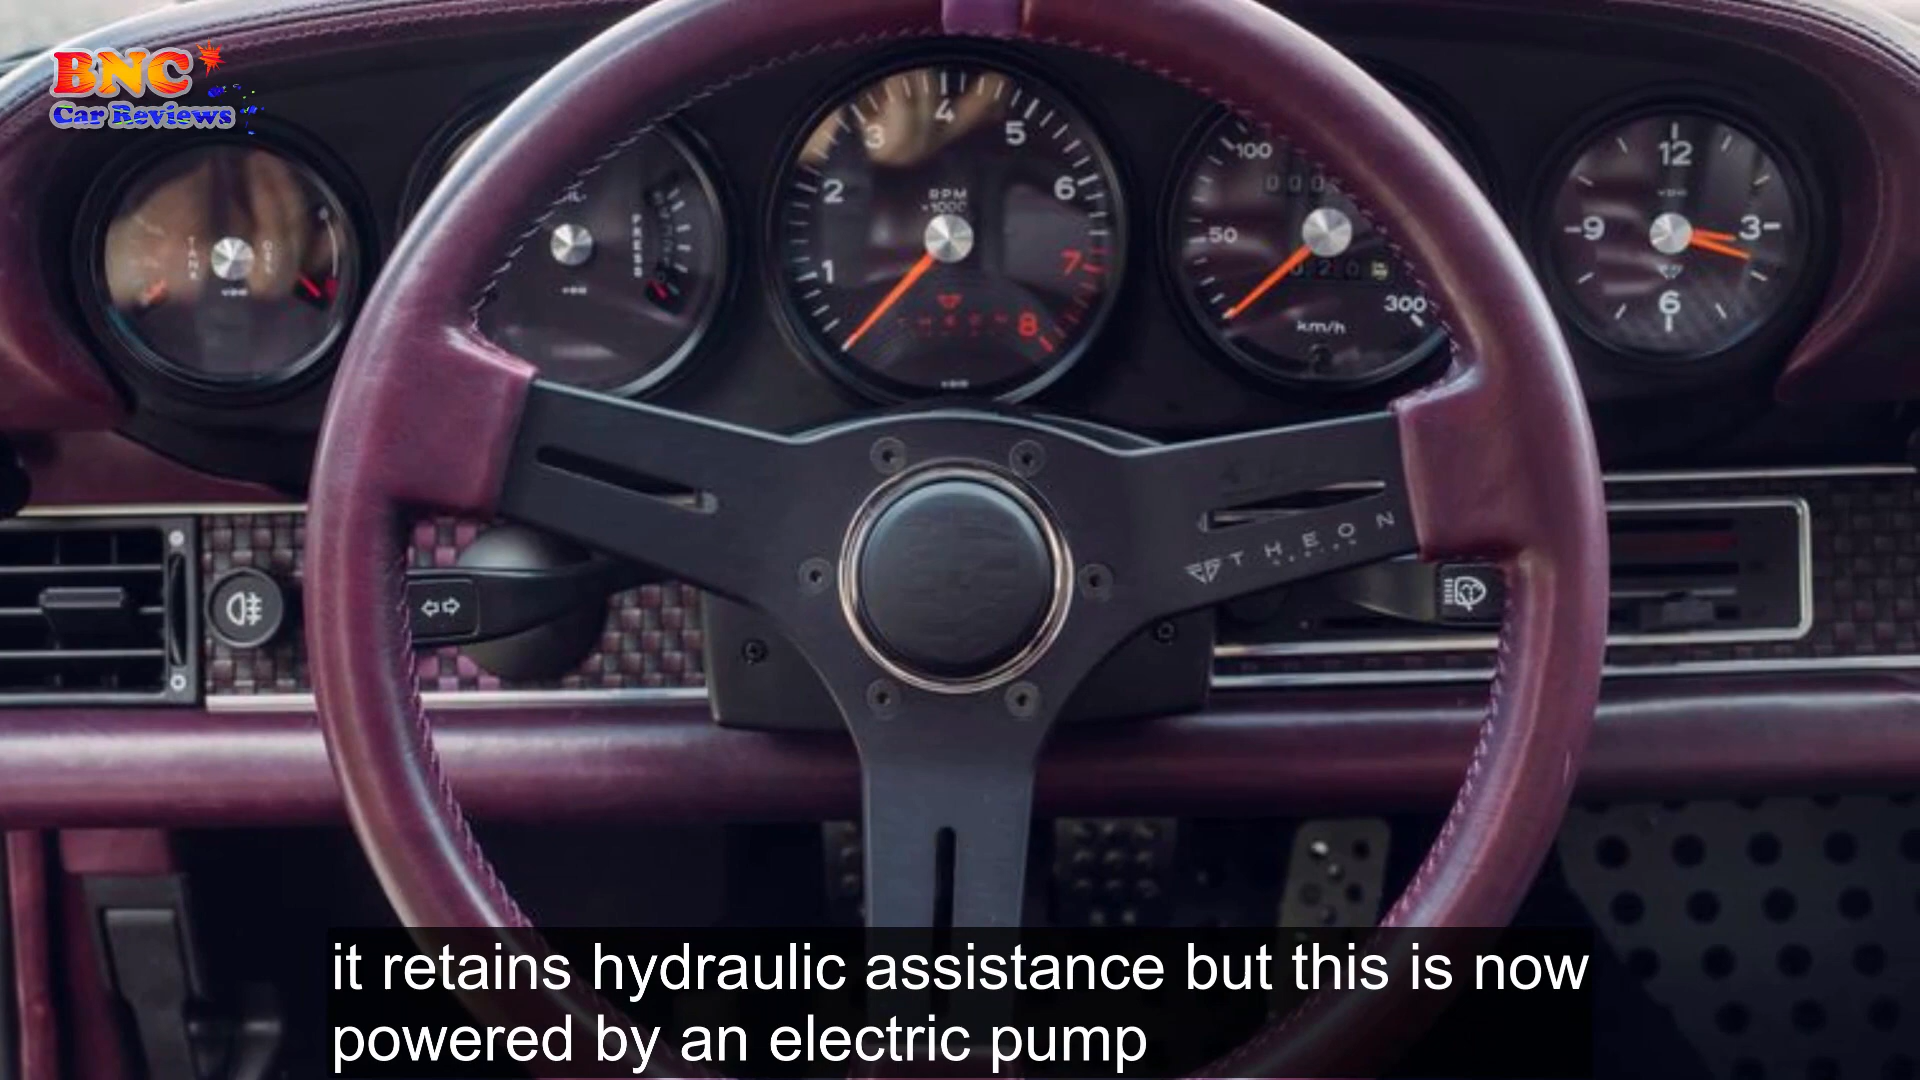 BNC
Car Reviews
4
3
5
2
6
RPM
x1000
1
7
8
VDO
100
50
300
km/h
12
9
3
6
THEON
it retains hydraulic assistance but this is now
powered by an electric pump